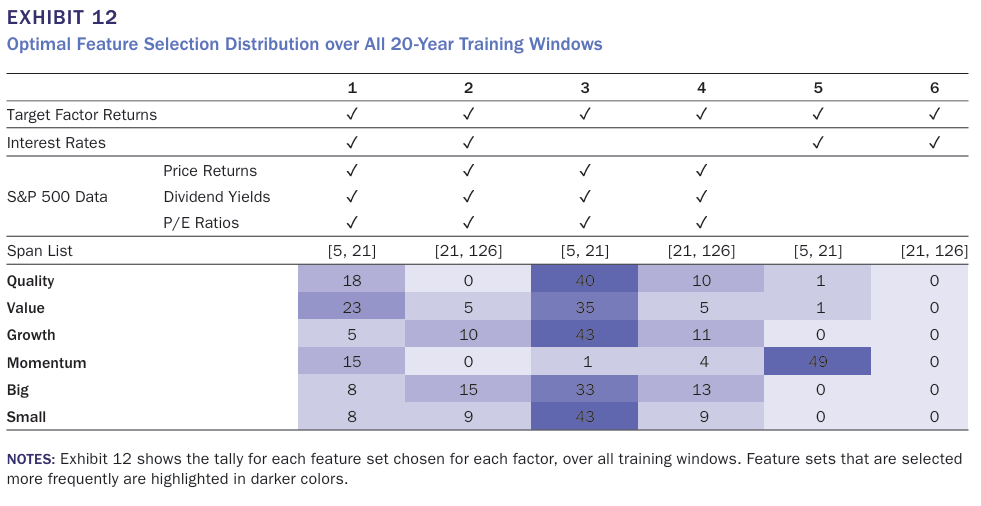 EXHIBIT 12
Optimal Feature Selection Distribution over All 20-Year Training Windows
1 2 3 4 5 6
Target Factor Returns ✓ ✓ ✓ ✓ ✓ ✓
Interest Rates ✓ ✓ ✓ ✓
Price Returns ✓ ✓ ✓ ✓
S&P 500 Data Dividend Yields ✓ ✓ ✓ ✓
P/E Ratios ✓ ✓ ✓ ✓
Span List [5, 21] [21, 126] [5, 21] [21, 126] [5, 21] [21, 126]
Quality 18 0 40 10 1 0
Value 23 5 35 5 1 0
Growth 5 10 43 11 0 0
Momentum 15 0 1 4 49 0
Big 8 15 33 13 0 0
Small 8 9 43 9 0 0
NOTES: Exhibit 12 shows the tally for each feature set chosen for each factor, over all training windows. Feature sets that are selected
more frequently are highlighted in darker colors.